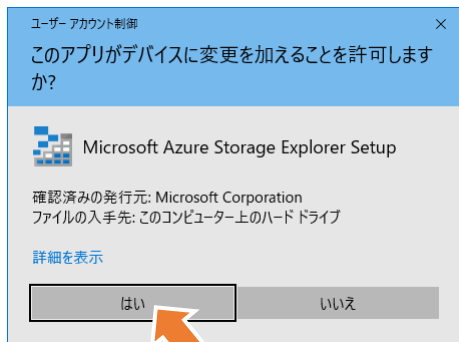 ユーザー アカウント制御
このアプリがデバイスに変更を加えることを許可します
か?
Microsoft Azure Storage Explorer Setup
確認済みの発行元: Microsoft Corporation
ファイルの入手先: このコンピューター上のハード ドライブ
詳細を表示
はい
いいえ